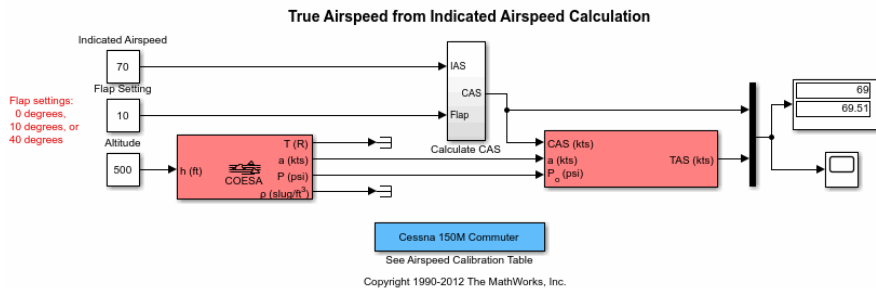 True Airspeed from Indicated Airspeed Calculation
Indicated Airspeed
70
IAS
CAS
Flap
Calculate CAS
Flap Setting
10
Flap settings:
0 degrees,
10 degrees, or
40 degrees
Altitude
500
h (ft)
COESA
T (R)
a (kts)
P (psi)
ρ (slug/ft³)
CAS (kts)
a (kts)
P₀ (psi)
TAS (kts)
69
69.51
Cessna 150M Commuter
See Airspeed Calibration Table
Copyright 1990-2012 The MathWorks, Inc.